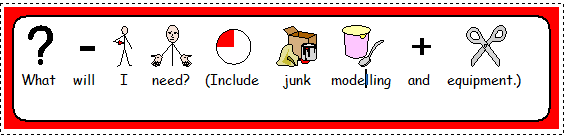 What will I need? (Include junk modelling and equipment.)